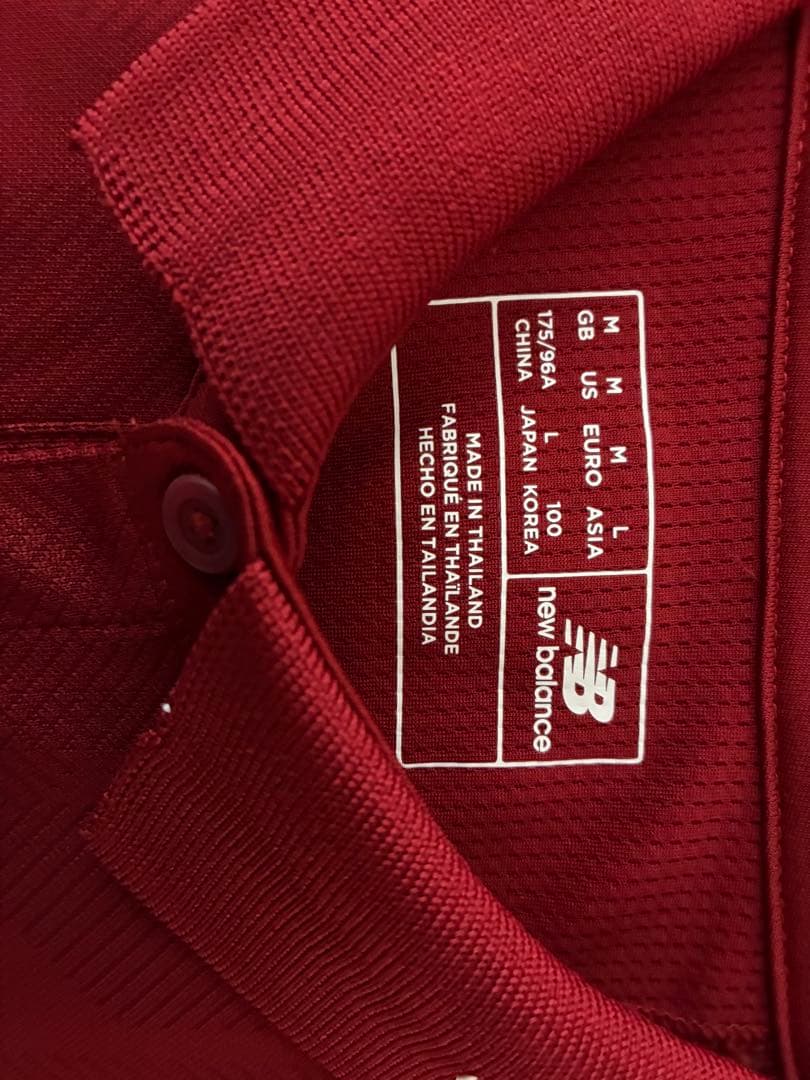 M M M L
GB US EURO ASIA
175/96A L 100
CHINA JAPAN KOREA
NB
new balance
MADE IN THAILAND
FABRIQUÉ EN THAÏLANDE
HECHO EN TAILANDIA